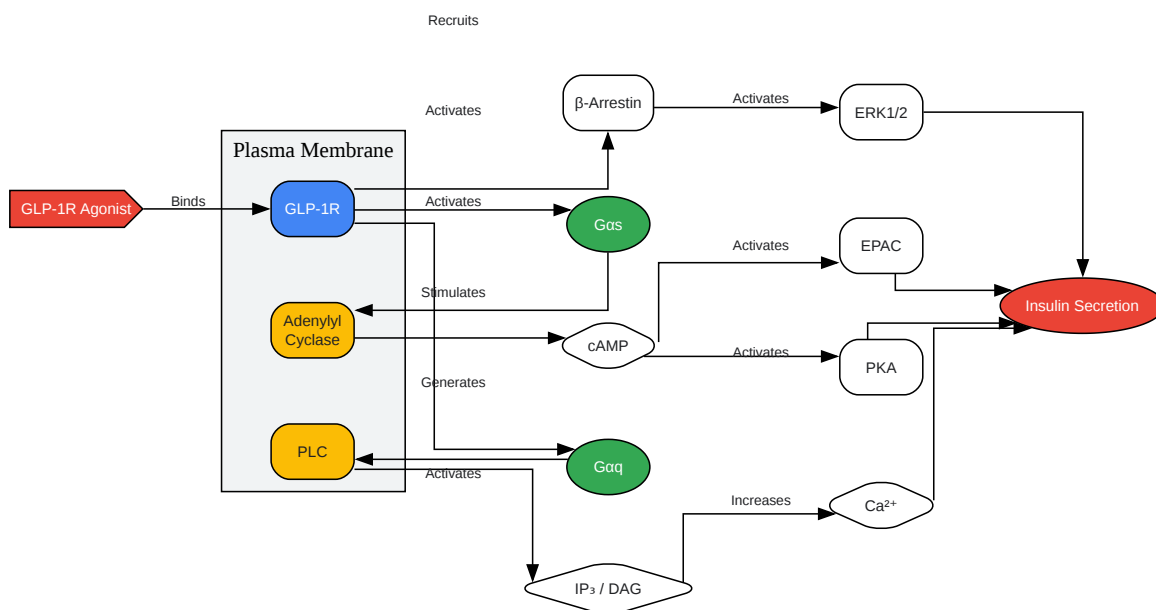 Recruits
β-Arrestin
Activates
ERK1/2
Activates
Plasma Membrane
GLP-1R Agonist
Binds
GLP-1R
Activates
Gαs
Activates
EPAC
Stimulates
Insulin Secretion
Adenylyl
Cyclase
cAMP
Activates
PKA
Generates
PLC
Gαq
Activates
Increases
Ca²⁺
IP₃ / DAG